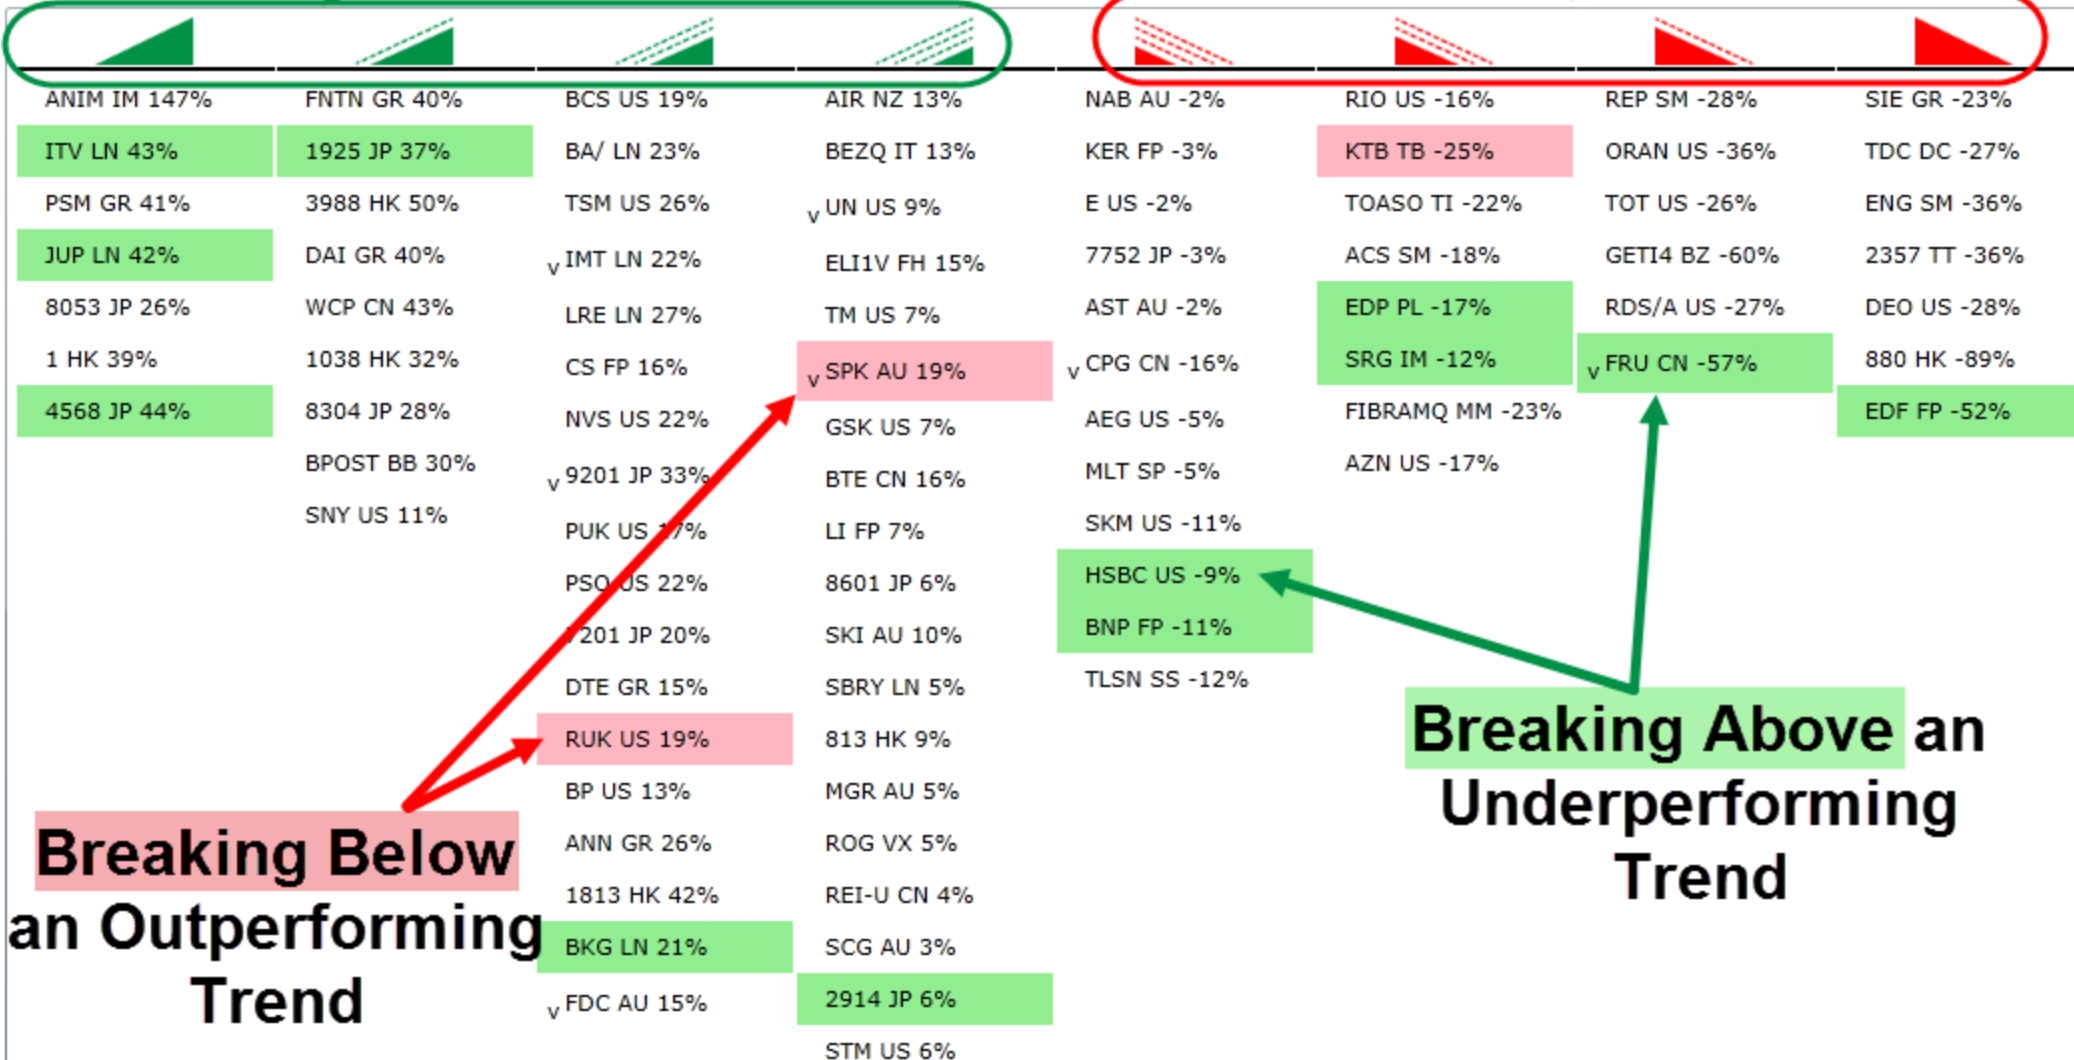 ANIM IM 147%
ITV LN 43%
PSM GR 41%
JUP LN 42%
8053 JP 26%
1 HK 39%
4568 JP 44%
FNTN GR 40%
1925 JP 37%
3988 HK 50%
DAI GR 40%
WCP CN 43%
1038 HK 32%
8304 JP 28%
BPOST BB 30%
SNY US 11%
BCS US 19%
BA/ LN 23%
TSM US 26%
v IMT LN 22%
LRE LN 27%
CS FP 16%
NVS US 22%
v 9201 JP 33%
PUK US 17%
PSO US 22%
7201 JP 20%
DTE GR 15%
RUK US 19%
BP US 13%
ANN GR 26%
1813 HK 42%
BKG LN 21%
v FDC AU 15%
AIR NZ 13%
BEZQ IT 13%
v UN US 9%
ELI1V FH 15%
TM US 7%
v SPK AU 19%
GSK US 7%
BTE CN 16%
LI FP 7%
8601 JP 6%
SKI AU 10%
SBRY LN 5%
813 HK 9%
MGR AU 5%
ROG VX 5%
REI-U CN 4%
SCG AU 3%
2914 JP 6%
STM US 6%
NAB AU -2%
KER FP -3%
E US -2%
7752 JP -3%
AST AU -2%
v CPG CN -16%
AEG US -5%
MLT SP -5%
SKM US -11%
HSBC US -9%
BNP FP -11%
TLSN SS -12%
RIO US -16%
KTB TB -25%
TOASO TI -22%
ACS SM -18%
EDP PL -17%
SRG IM -12%
FIBRAMQ MM -23%
AZN US -17%
REP SM -28%
ORAN US -36%
TOT US -26%
GETI4 BZ -60%
RDS/A US -27%
v FRU CN -57%
SIE GR -23%
TDC DC -27%
ENG SM -36%
2357 TT -36%
DEO US -28%
880 HK -89%
EDF FP -52%
Breaking Below
an Outperforming
Trend
Breaking Above an
Underperforming
Trend